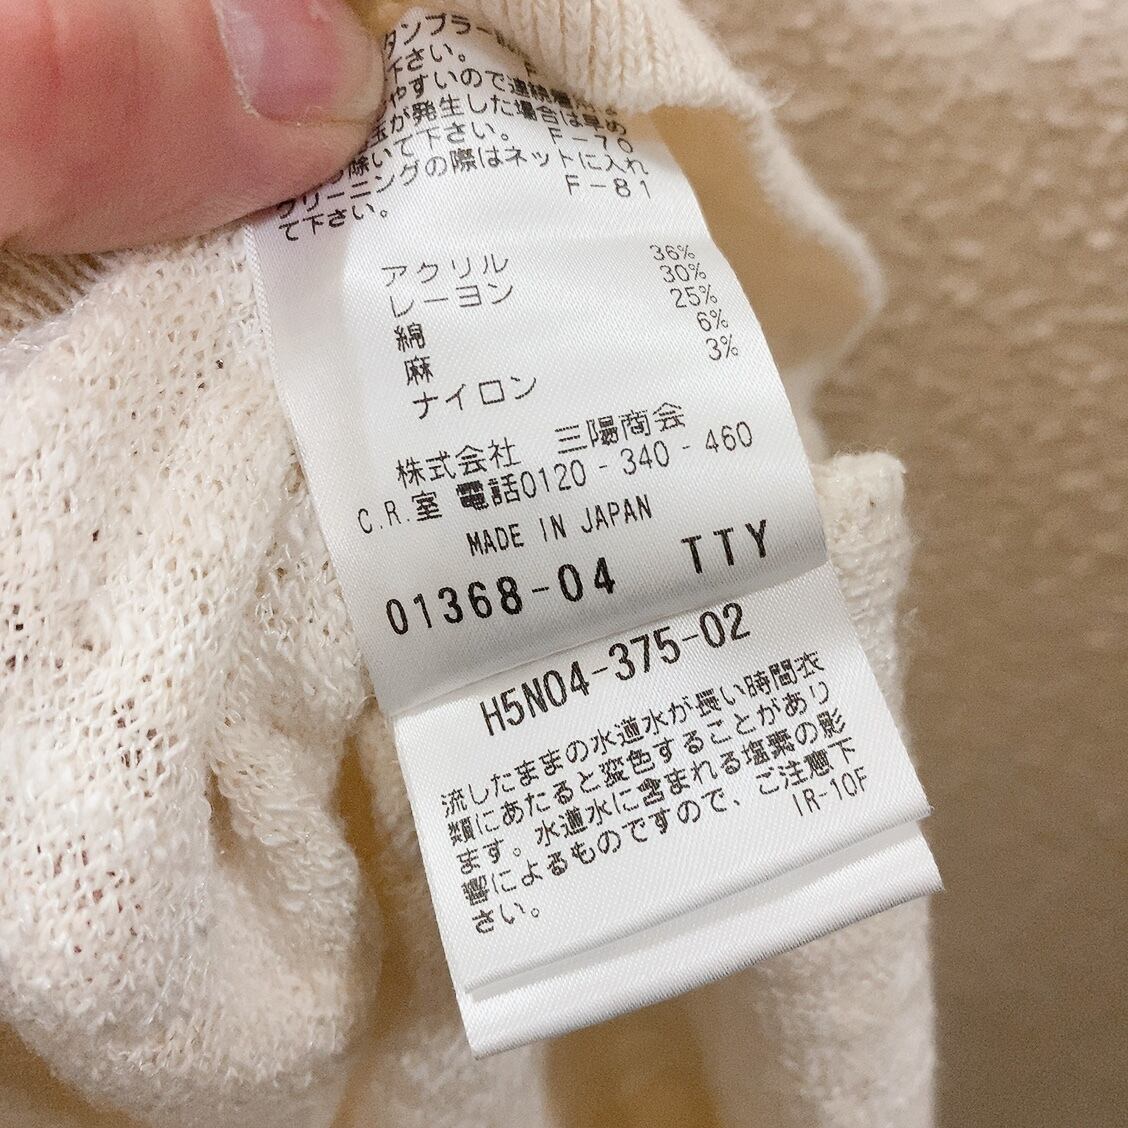 タンブラー
下さい。
やすいので連続着用は
玉が発生した場合は早め
除いて下さい。 F-70
クリーニングの際はネットに入れ
て下さい。 F-81
アクリル 36%
レーヨン 30%
綿 25%
麻 6%
ナイロン 3%
株式会社 三陽商会
C.R.室 電話0120-340-460
MADE IN JAPAN
01368-04 TTY
H5N04-375-02
流したままの水道水が長い時間衣
類にあたると変色することがあり
ます。水道水に含まれる塩素の影
響によるものですので、ご注意下
さい。 IR-10F